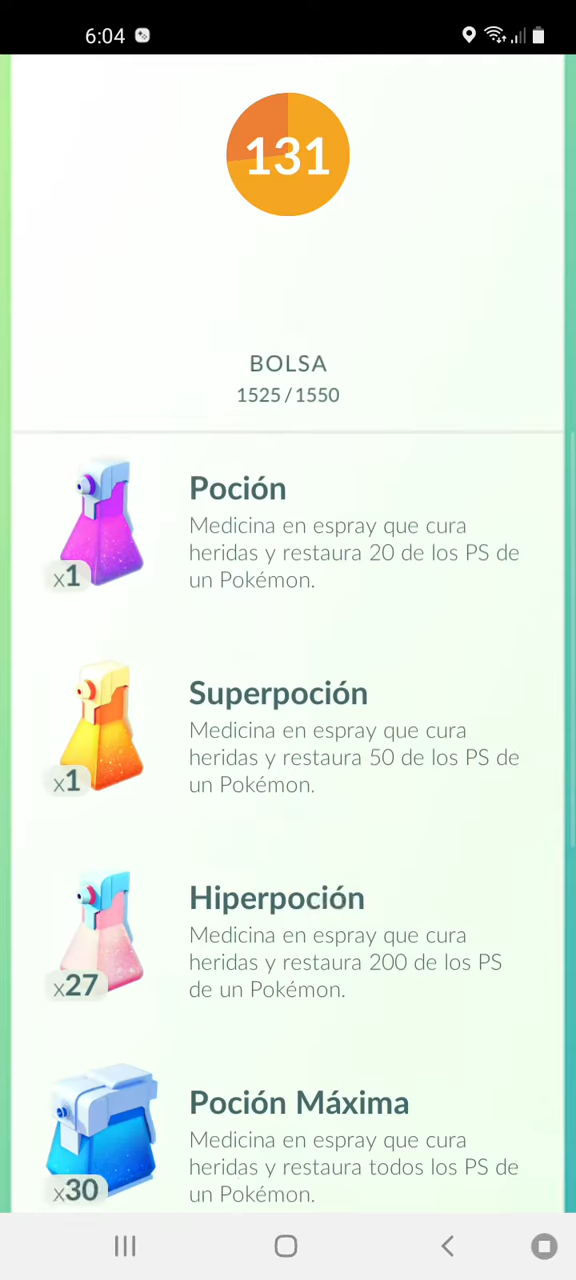 6:04
131
BOLSA
1525/1550
Poción
Medicina en espray que cura
heridas y restaura 20 de los PS de
un Pokémon.
x1
Superpoción
Medicina en espray que cura
heridas y restaura 50 de los PS de
un Pokémon.
x1
Hiperpoción
Medicina en espray que cura
heridas y restaura 200 de los PS
de un Pokémon.
x27
Poción Máxima
Medicina en espray que cura
heridas y restaura todos los PS de
un Pokémon.
x30